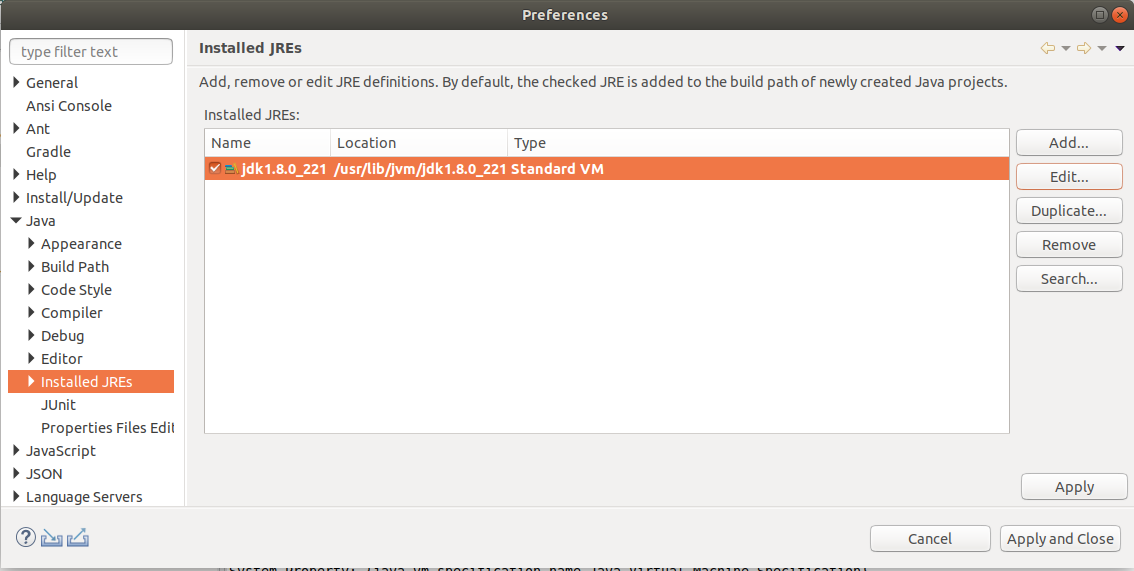 Preferences
type filter text
General
Ansi Console
Ant
Gradle
Help
Install/Update
Java
Appearance
Build Path
Code Style
Compiler
Debug
Editor
Installed JREs
JUnit
Properties Files Edit
JavaScript
JSON
Language Servers
Installed JREs
Add, remove or edit JRE definitions. By default, the checked JRE is added to the build path of newly created Java projects.
Installed JREs:
Name Location Type
jdk1.8.0_221 /usr/lib/jvm/jdk1.8.0_221 Standard VM
Add...
Edit...
Duplicate...
Remove
Search...
Apply
?
Cancel Apply and Close